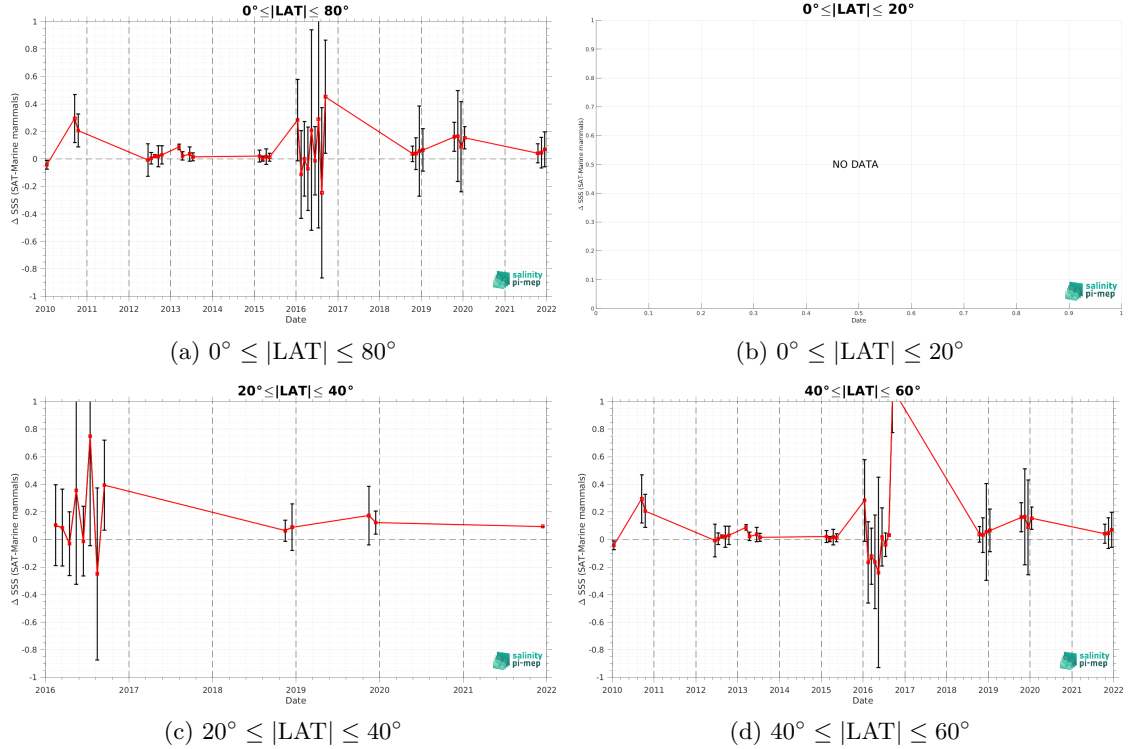 0°≤|LAT|≤ 80°
Δ SSS (SAT-Marine mammals)
1
0.8
0.6
0.4
0.2
0
-0.2
-0.4
-0.6
-0.8
-1
2010 2011 2012 2013 2014 2015 2016 2017 2018 2019 2020 2021 2022
Date
salinity
pi-mep
(a) 0° ≤ |LAT| ≤ 80°
0°≤|LAT|≤ 20°
Δ SSS (SAT-Marine mammals)
1
0.9
0.8
0.7
0.6
0.5
0.4
0.3
0.2
0.1
0
NO DATA
0 0.1 0.2 0.3 0.4 0.5 0.6 0.7 0.8 0.9 1
Date
salinity
pi-mep
(b) 0° ≤ |LAT| ≤ 20°
20°≤|LAT|≤ 40°
Δ SSS (SAT-Marine mammals)
1
0.8
0.6
0.4
0.2
0
-0.2
-0.4
-0.6
-0.8
-1
2016 2017 2018 2019 2020 2021 2022
Date
salinity
pi-mep
(c) 20° ≤ |LAT| ≤ 40°
40°≤|LAT|≤ 60°
Δ SSS (SAT-Marine mammals)
1
0.8
0.6
0.4
0.2
0
-0.2
-0.4
-0.6
-0.8
-1
2010 2011 2012 2013 2014 2015 2016 2017 2018 2019 2020 2021 2022
Date
salinity
pi-mep
(d) 40° ≤ |LAT| ≤ 60°